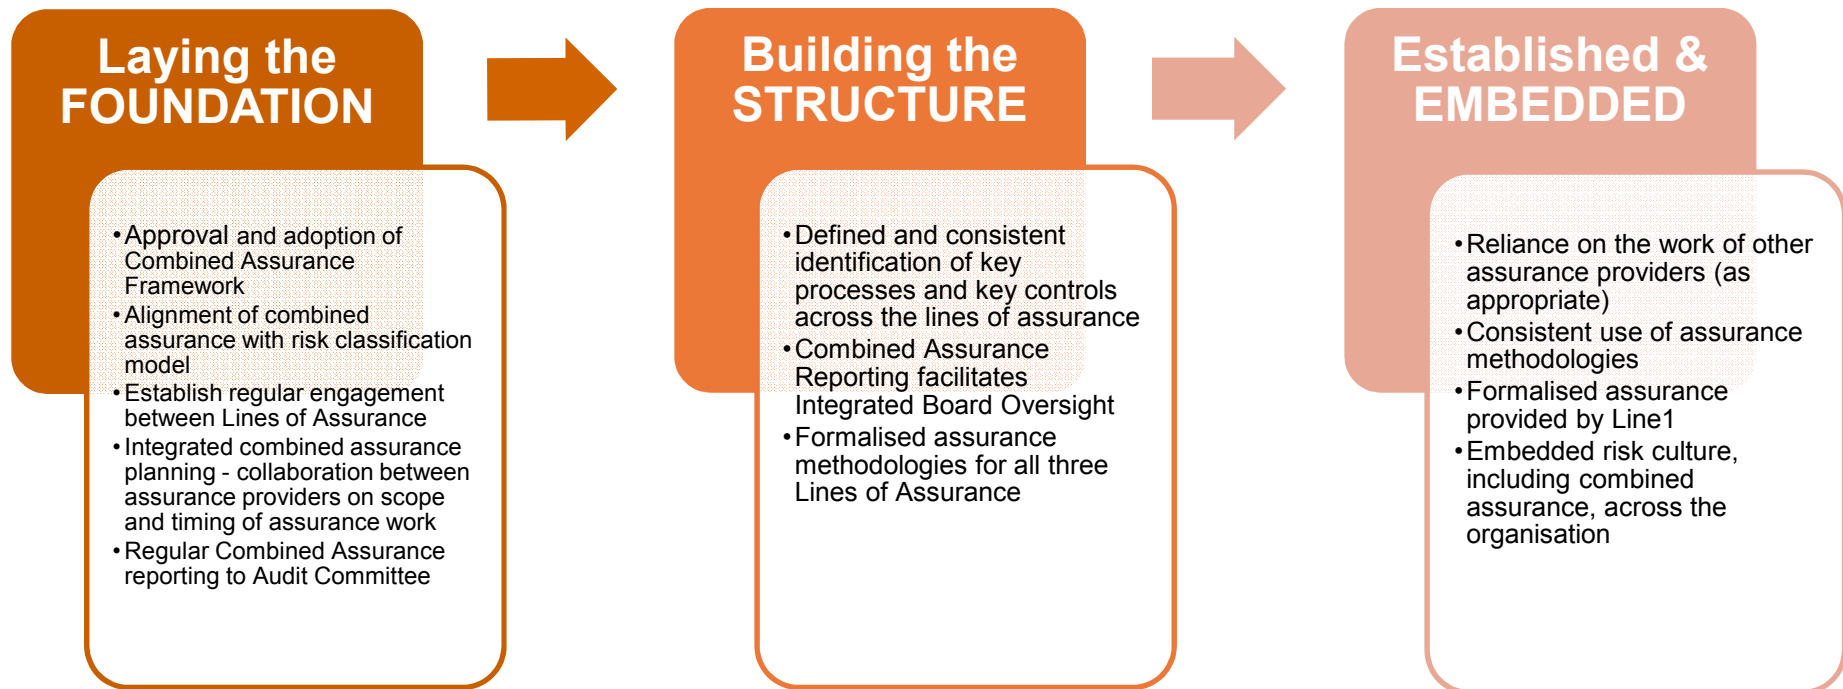 Laying the
FOUNDATION
•Approval and adoption of
Combined Assurance
Framework
•Alignment of combined
assurance with risk classification
model
•Establish regular engagement
between Lines of Assurance
•Integrated combined assurance
planning - collaboration between
assurance providers on scope
and timing of assurance work
•Regular Combined Assurance
reporting to Audit Committee
Building the
STRUCTURE
•Defined and consistent
identification of key
processes and key controls
across the lines of assurance
•Combined Assurance
Reporting facilitates
Integrated Board Oversight
•Formalised assurance
methodologies for all three
Lines of Assurance
Established &
EMBEDDED
•Reliance on the work of other
assurance providers (as
appropriate)
•Consistent use of assurance
methodologies
•Formalised assurance
provided by Line1
•Embedded risk culture,
including combined
assurance, across the
organisation